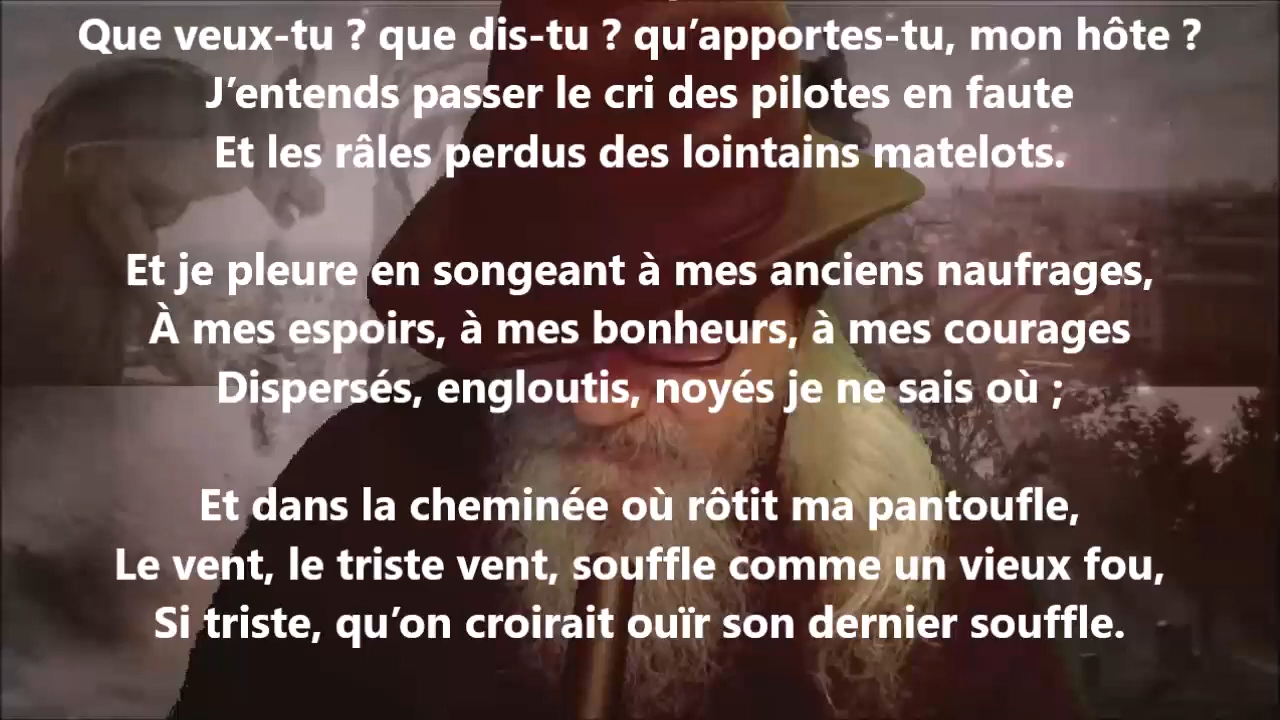 Que veux-tu ? que dis-tu ? qu’apportes-tu, mon hôte ?
J’entends passer le cri des pilotes en faute
Et les râles perdus des lointains matelots.
Et je pleure en songeant à mes anciens naufrages,
À mes espoirs, à mes bonheurs, à mes courages
Dispersés, engloutis, noyés je ne sais où ;
Et dans la cheminée où rôtit ma pantoufle,
Le vent, le triste vent, souffle comme un vieux fou,
Si triste, qu’on croirait ouïr son dernier souffle.